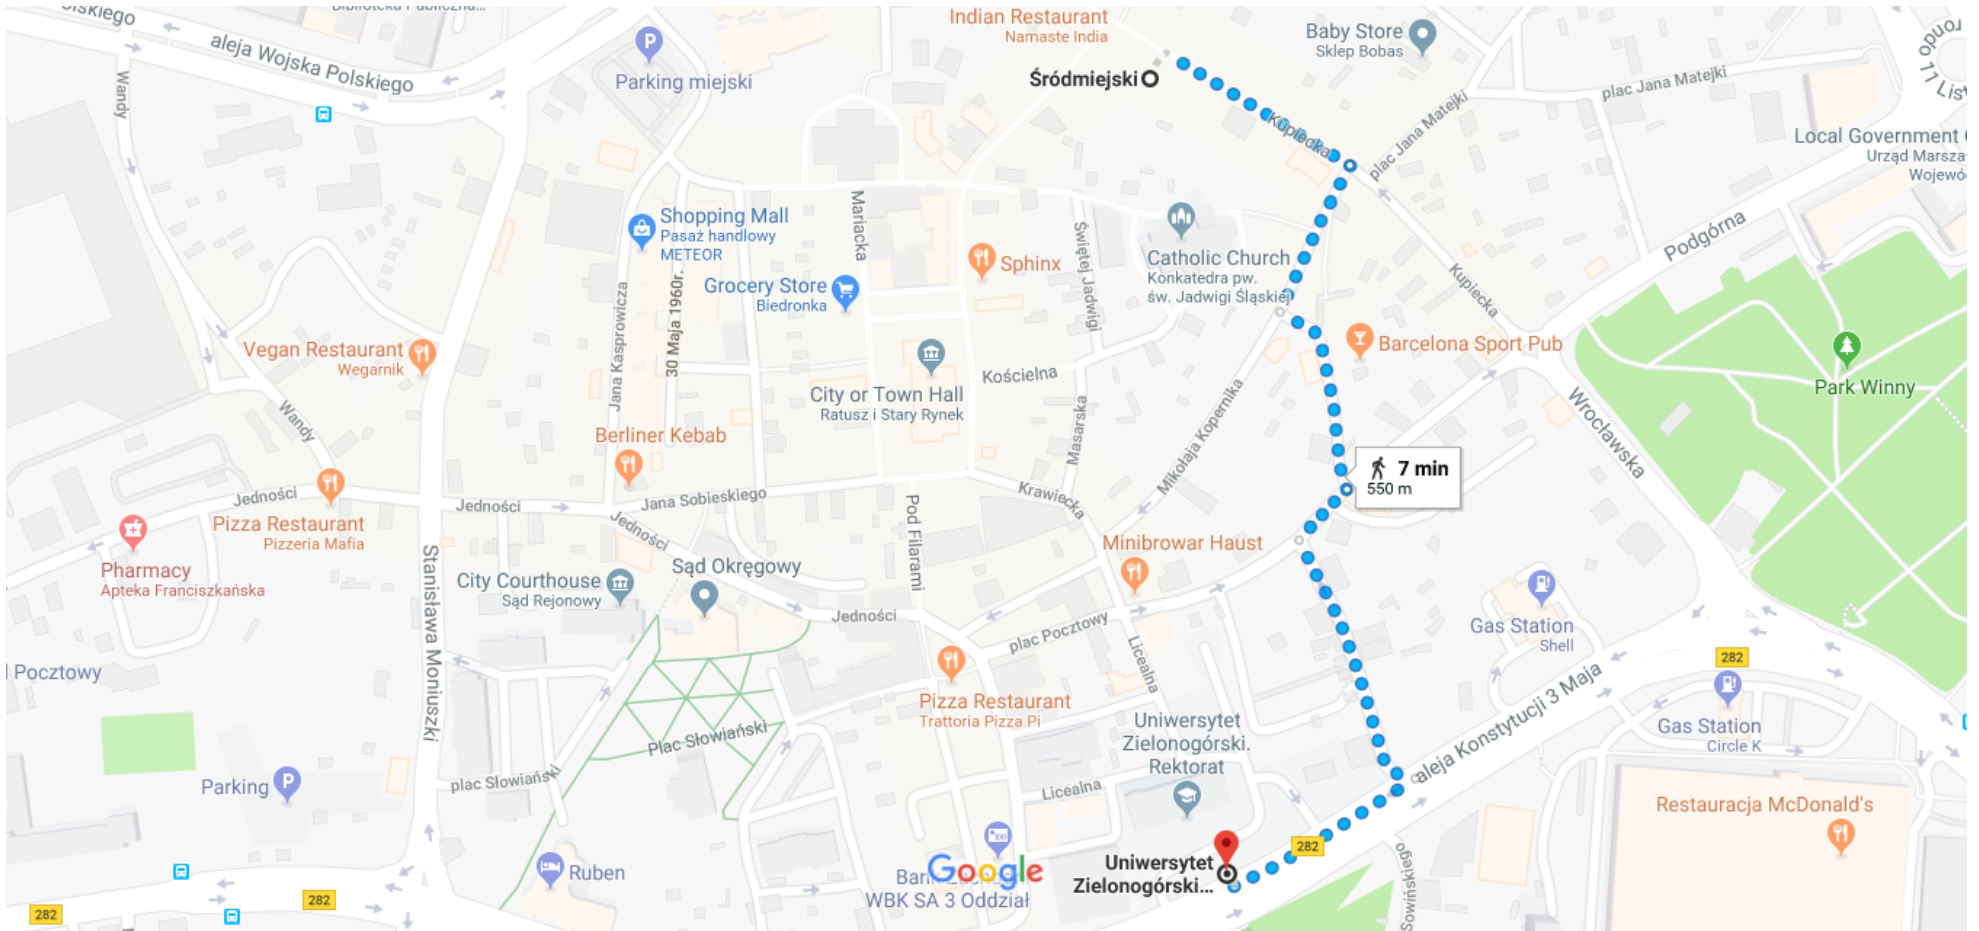 olskiego
aleja Wojska Polskiego
Wandy
Parking miejski
Indian Restaurant
Namaste India
Śródmiejski
Baby Store
Sklep Bobas
Kupiecka
plac Jana Matejki
plac Jana Matejki
Local Government
Urząd Marsza
Wojewó
Podgórna
Shopping Mall
Pasaż handlowy
METEOR
Mariacka
Świętej Jadwigi
Sphinx
Catholic Church
Konkatedra pw.
św. Jadwigi Śląskiej
Grocery Store
Biedronka
Jana Kasprowicza
30 Maja 1960r.
Kupiecka
Barcelona Sport Pub
Park Winny
Vegan Restaurant
Wegarnik
City or Town Hall
Ratusz i Stary Rynek
Kościelna
Masarska
Mikołaja Kopernika
Wrocławska
Wandy
Berliner Kebab
7 min
550 m
Jedności
Jedności
Jana Sobieskiego
Krawiecka
Pod Filarami
Jedności
Pizza Restaurant
Pizzeria Mafia
Pharmacy
Apteka Franciszkańska
Stanisława Moniuszki
City Courthouse
Sąd Rejonowy
Sąd Okręgowy
Minibrowar Haust
Jedności
plac Pocztowy
Licealna
Gas Station
Shell
282
l Pocztowy
Pizza Restaurant
Trattoria Pizza Pi
Plac Słowiański
Uniwersytet
Zielonogórski.
Rektorat
aleja Konstytucji 3 Maja
Gas Station
Circle K
Parking
plac Słowiański
Licealna
Restauracja McDonald's
282
Ruben
Google
Ban
WBK SA 3 Oddział
Uniwersytet
Zielonogórski...
Sowińskiego
282
282